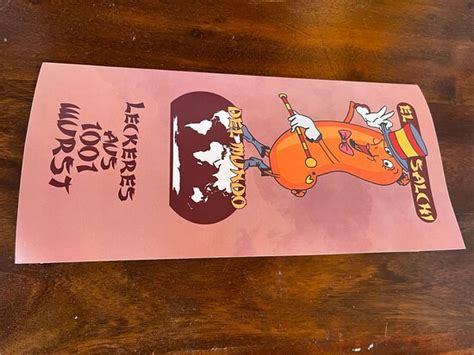 EL SALCHI
DEL MUNDO
LECKERES
AUS
1001
WURST